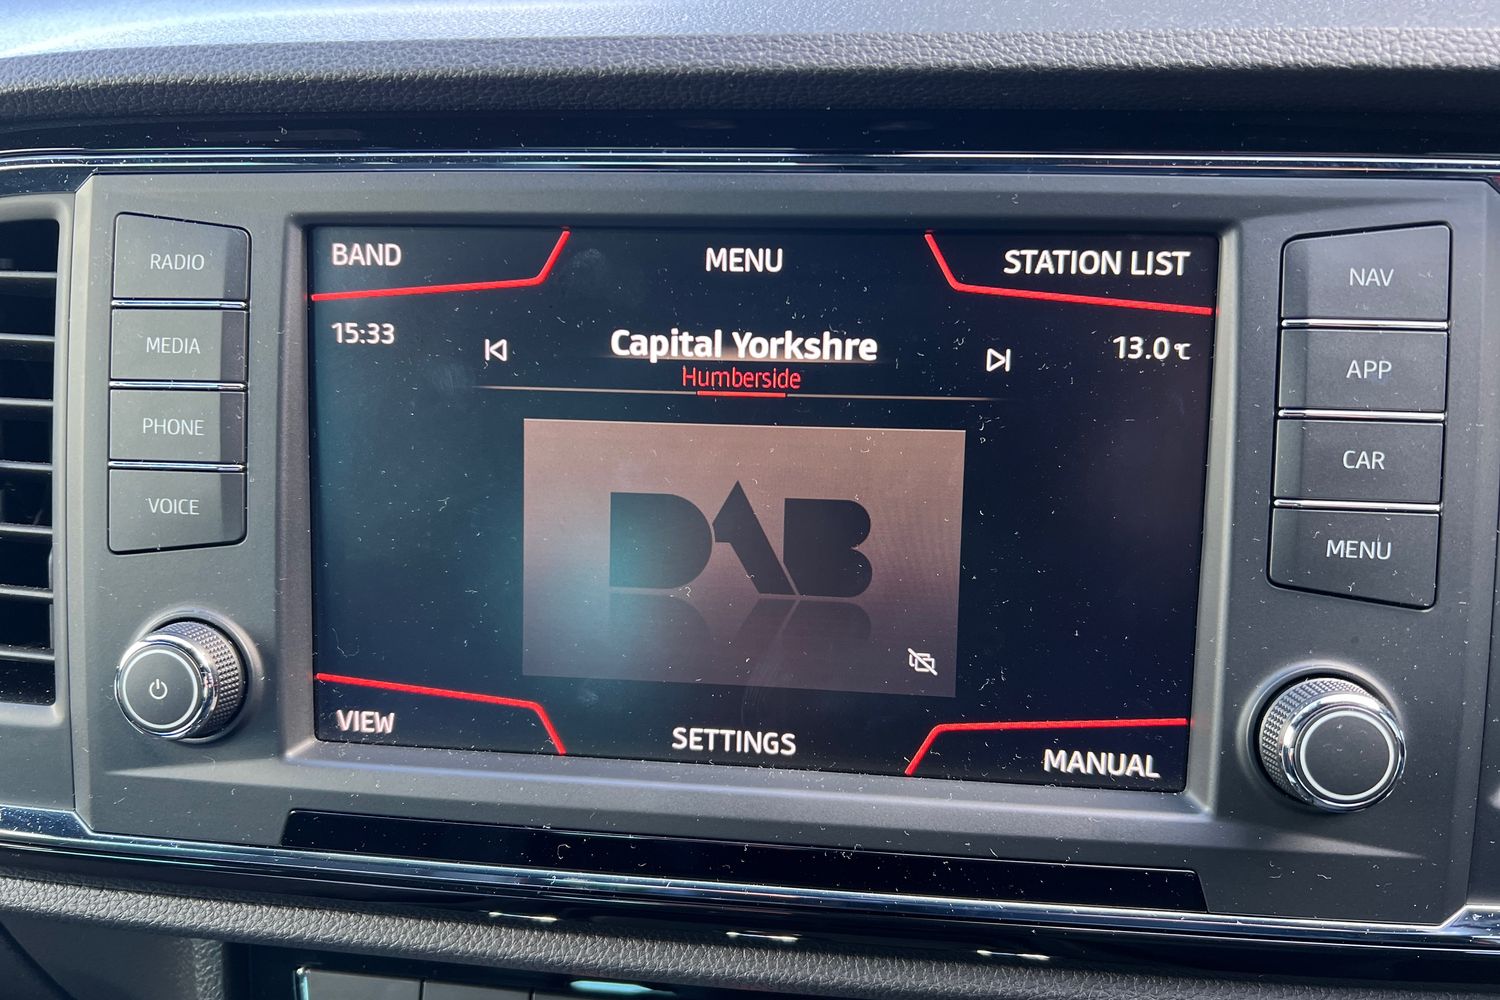 RADIO
MEDIA
PHONE
VOICE
BAND
MENU
STATION LIST
15:33
Capital Yorkshre
13.0 °C
Humberside
DAB
VIEW
SETTINGS
MANUAL
NAV
APP
CAR
MENU